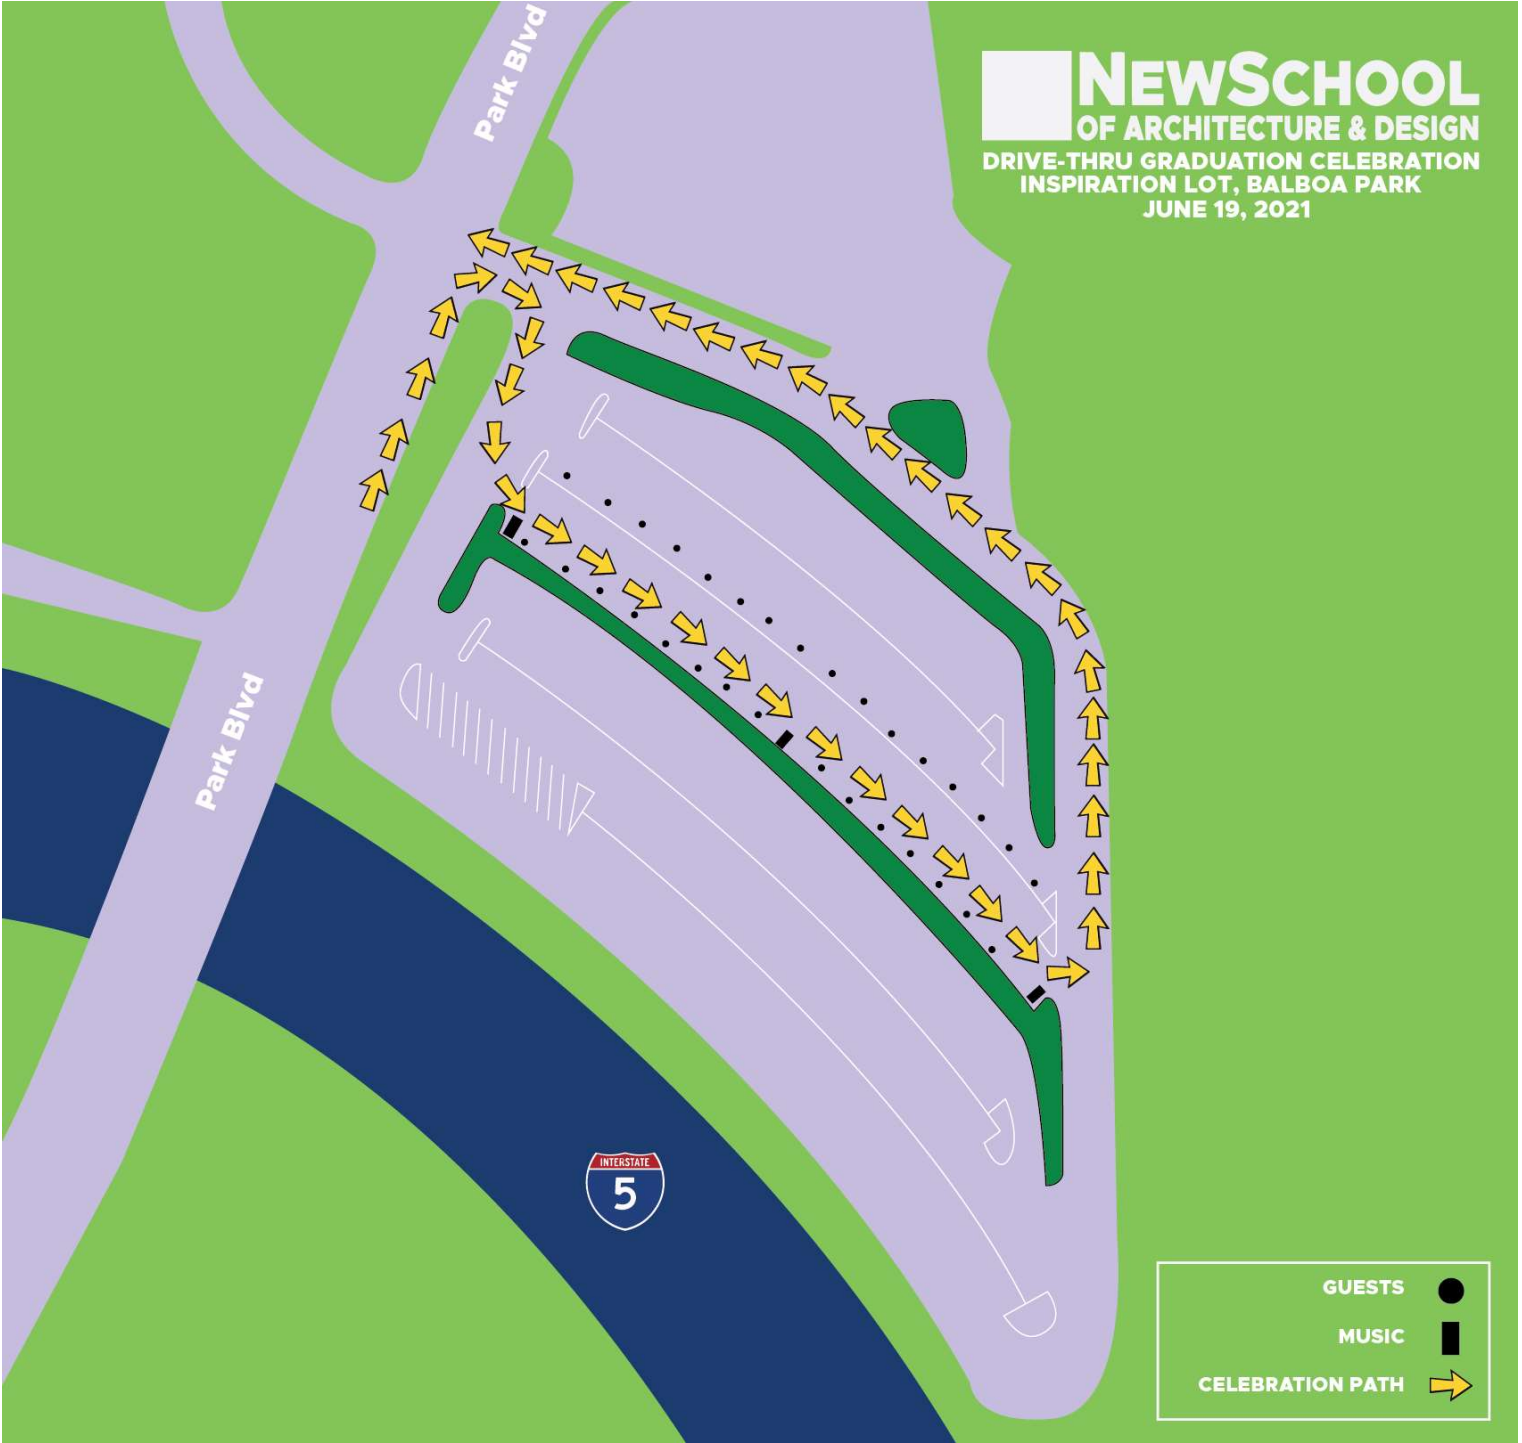 Park Blvd
NEWSCHOOL
OF ARCHITECTURE & DESIGN
DRIVE-THRU GRADUATION CELEBRATION
INSPIRATION LOT, BALBOA PARK
JUNE 19, 2021
Park Blvd
INTERSTATE
5
GUESTS
MUSIC
CELEBRATION PATH